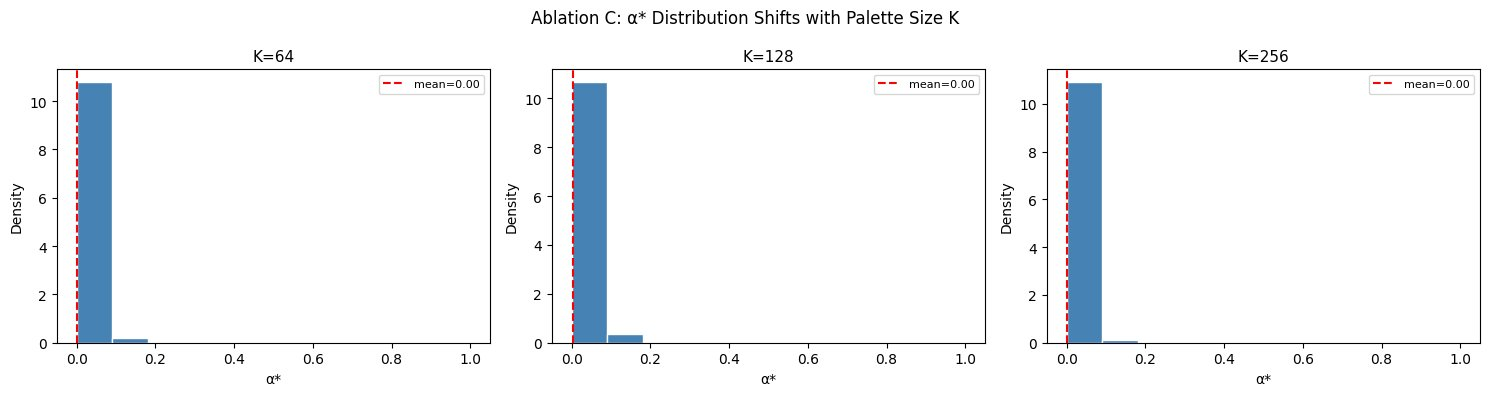 Ablation C: α* Distribution Shifts with Palette Size K
K=64
mean=0.00
Density
10
8
6
4
2
0
0.0 0.2 0.4 0.6 0.8 1.0
α*
K=128
mean=0.00
Density
10
8
6
4
2
0
0.0 0.2 0.4 0.6 0.8 1.0
α*
K=256
mean=0.00
Density
10
8
6
4
2
0
0.0 0.2 0.4 0.6 0.8 1.0
α*